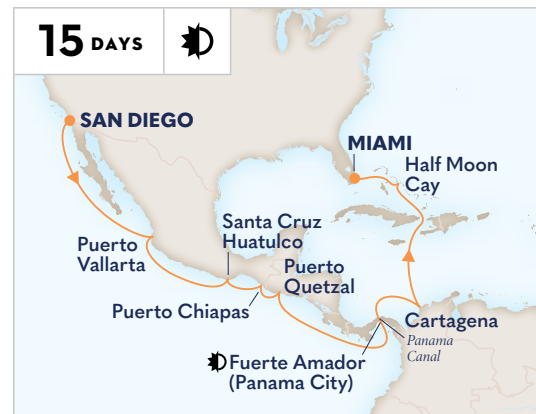 15 DAYS
SAN DIEGO
MIAMI
Half Moon
Cay
Santa Cruz
Huatulco
Puerto
Vallarta
Puerto
Quetzal
Puerto Chiapas
Cartagena
Panama
Canal
Fuerte Amador
(Panama City)